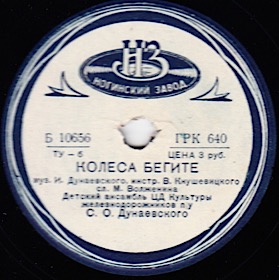 НЗ
НОГИНСКИЙ ЗАВОД
Б 10656 ГРК 640
ТУ — б ЦЕНА 3 руб.
КОЛЕСА БЕГИТЕ
муз. И. Дунаевского, инстр. В. Кнушевицкого
сл. М. Волженина
Детский ансамбль ЦД Культуры
железнодорожников п/у
С. О. Дунаевского